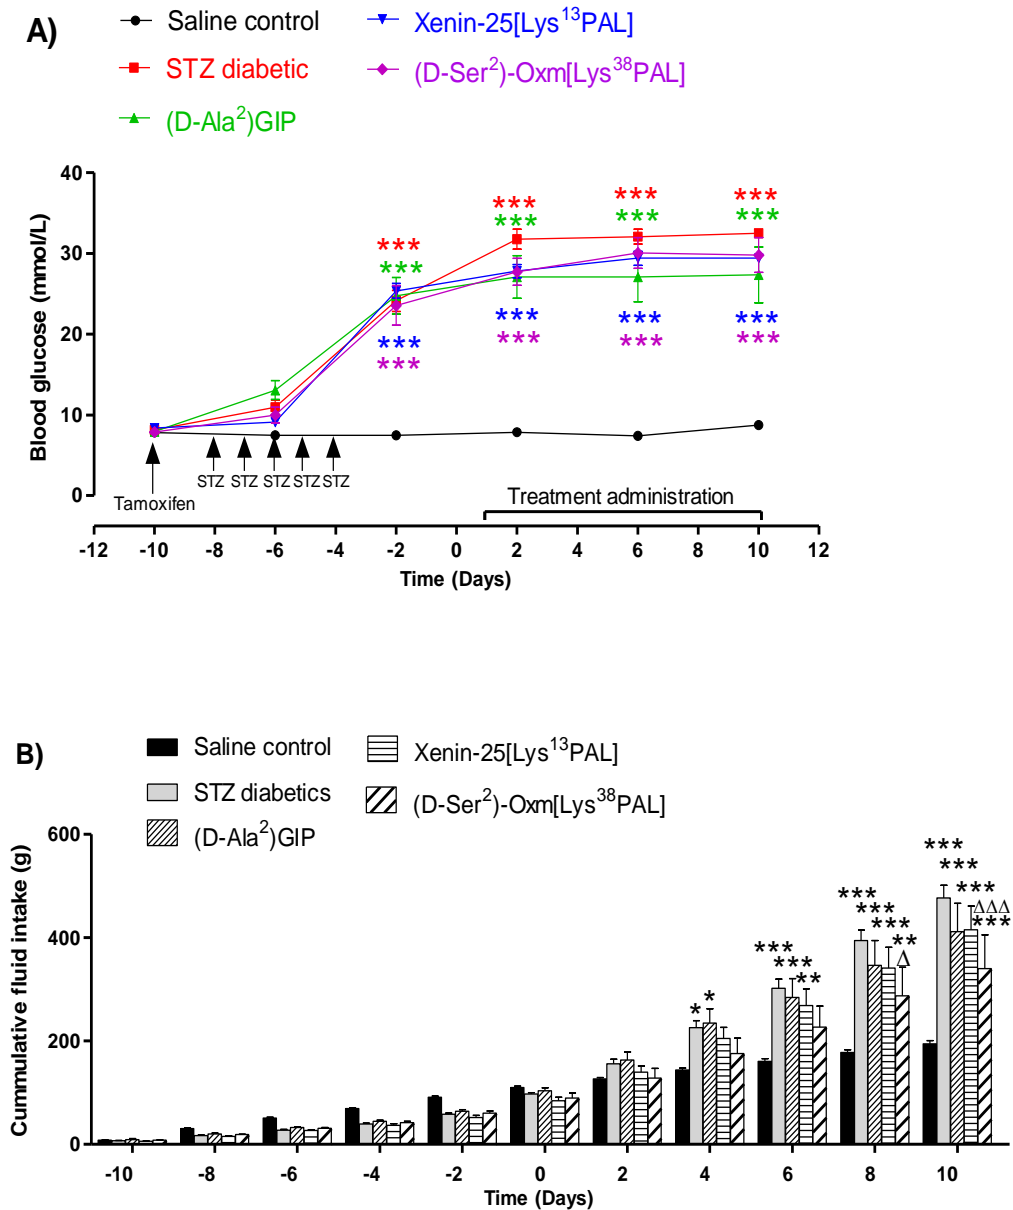 A)
Saline control
Xenin-25[Lys¹³PAL]
STZ diabetic
(D-Ser²)-Oxm[Lys³⁸PAL]
(D-Ala²)GIP
Blood glucose (nmol/L)
40
30
20
10
0
*** *** ***
*** *** ***
***
***
*** *** *** ***
*** *** *** ***
Tamoxifen
STZ STZ STZ STZ STZ
Treatment administration
-12 -10 -8 -6 -4 -2 0 2 4 6 8 10 12
Time (Days)
B)
Saline control
Xenin-25[Lys¹³PAL]
STZ diabetics
(D-Ser²)-Oxm[Lys³⁸PAL]
(D-Ala²)GIP
Cummulative fluid intake (g)
600
400
200
0
* *
*** *** **
*** *** *** ** Δ
*** *** *** ΔΔΔ ***
-10 -8 -6 -4 -2 0 2 4 6 8 10
Time (Days)